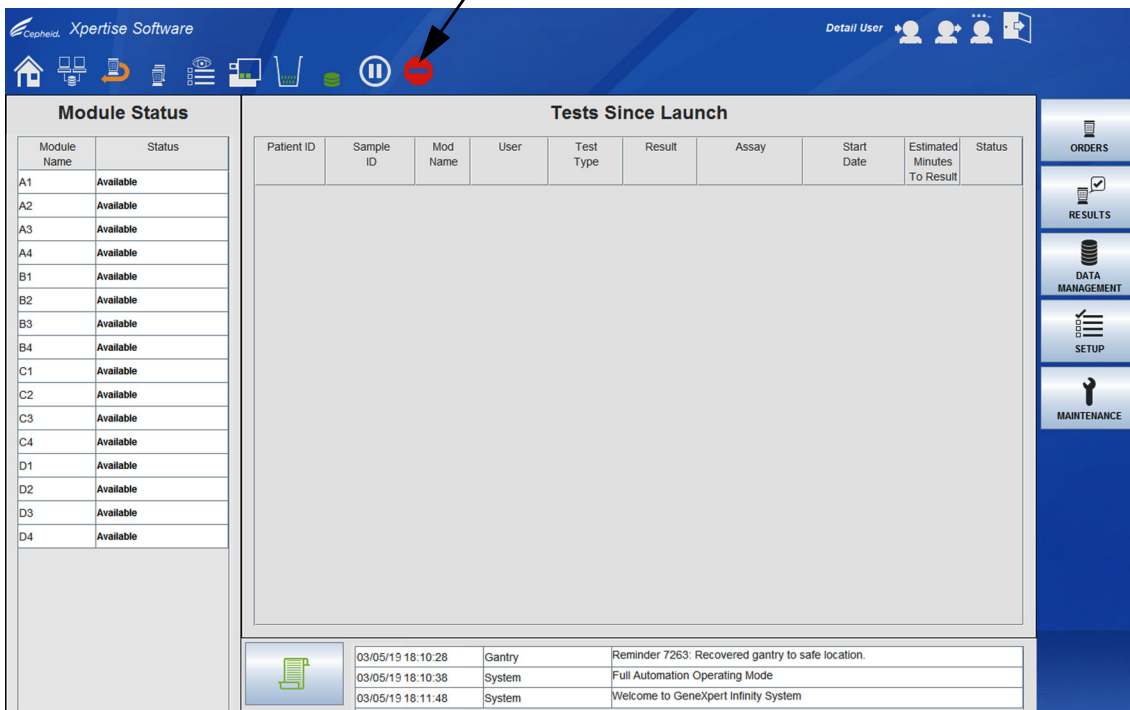 Cepheid. Xpertise Software
Detail User
Module Status
Tests Since Launch
Module Name Status
Patient ID Sample ID Mod Name User Test Type Result Assay Start Date Estimated Minutes To Result Status
A1 Available
A2 Available
A3 Available
A4 Available
B1 Available
B2 Available
B3 Available
B4 Available
C1 Available
C2 Available
C3 Available
C4 Available
D1 Available
D2 Available
D3 Available
D4 Available
ORDERS
RESULTS
DATA
MANAGEMENT
SETUP
MAINTENANCE
03/05/19 18:10:28 Gantry Reminder 7263: Recovered gantry to safe location.
03/05/19 18:10:38 System Full Automation Operating Mode
03/05/19 18:11:48 System Welcome to GeneXpert Infinity System